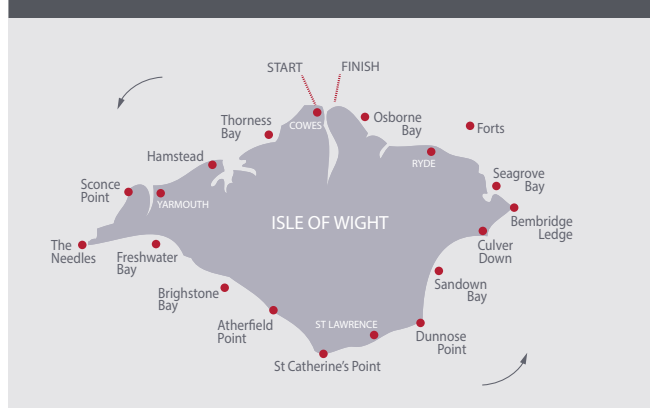 START
FINISH
Thorness
Bay
COWES
Osborne
Bay
Forts
Hamstead
RYDE
Seagrove
Bay
Sconce
Point
YARMOUTH
ISLE OF WIGHT
Bembridge
Ledge
The
Needles
Freshwater
Bay
Culver
Down
Brighstone
Bay
Sandown
Bay
Atherfield
Point
ST LAWRENCE
Dunnose
Point
St Catherine's Point